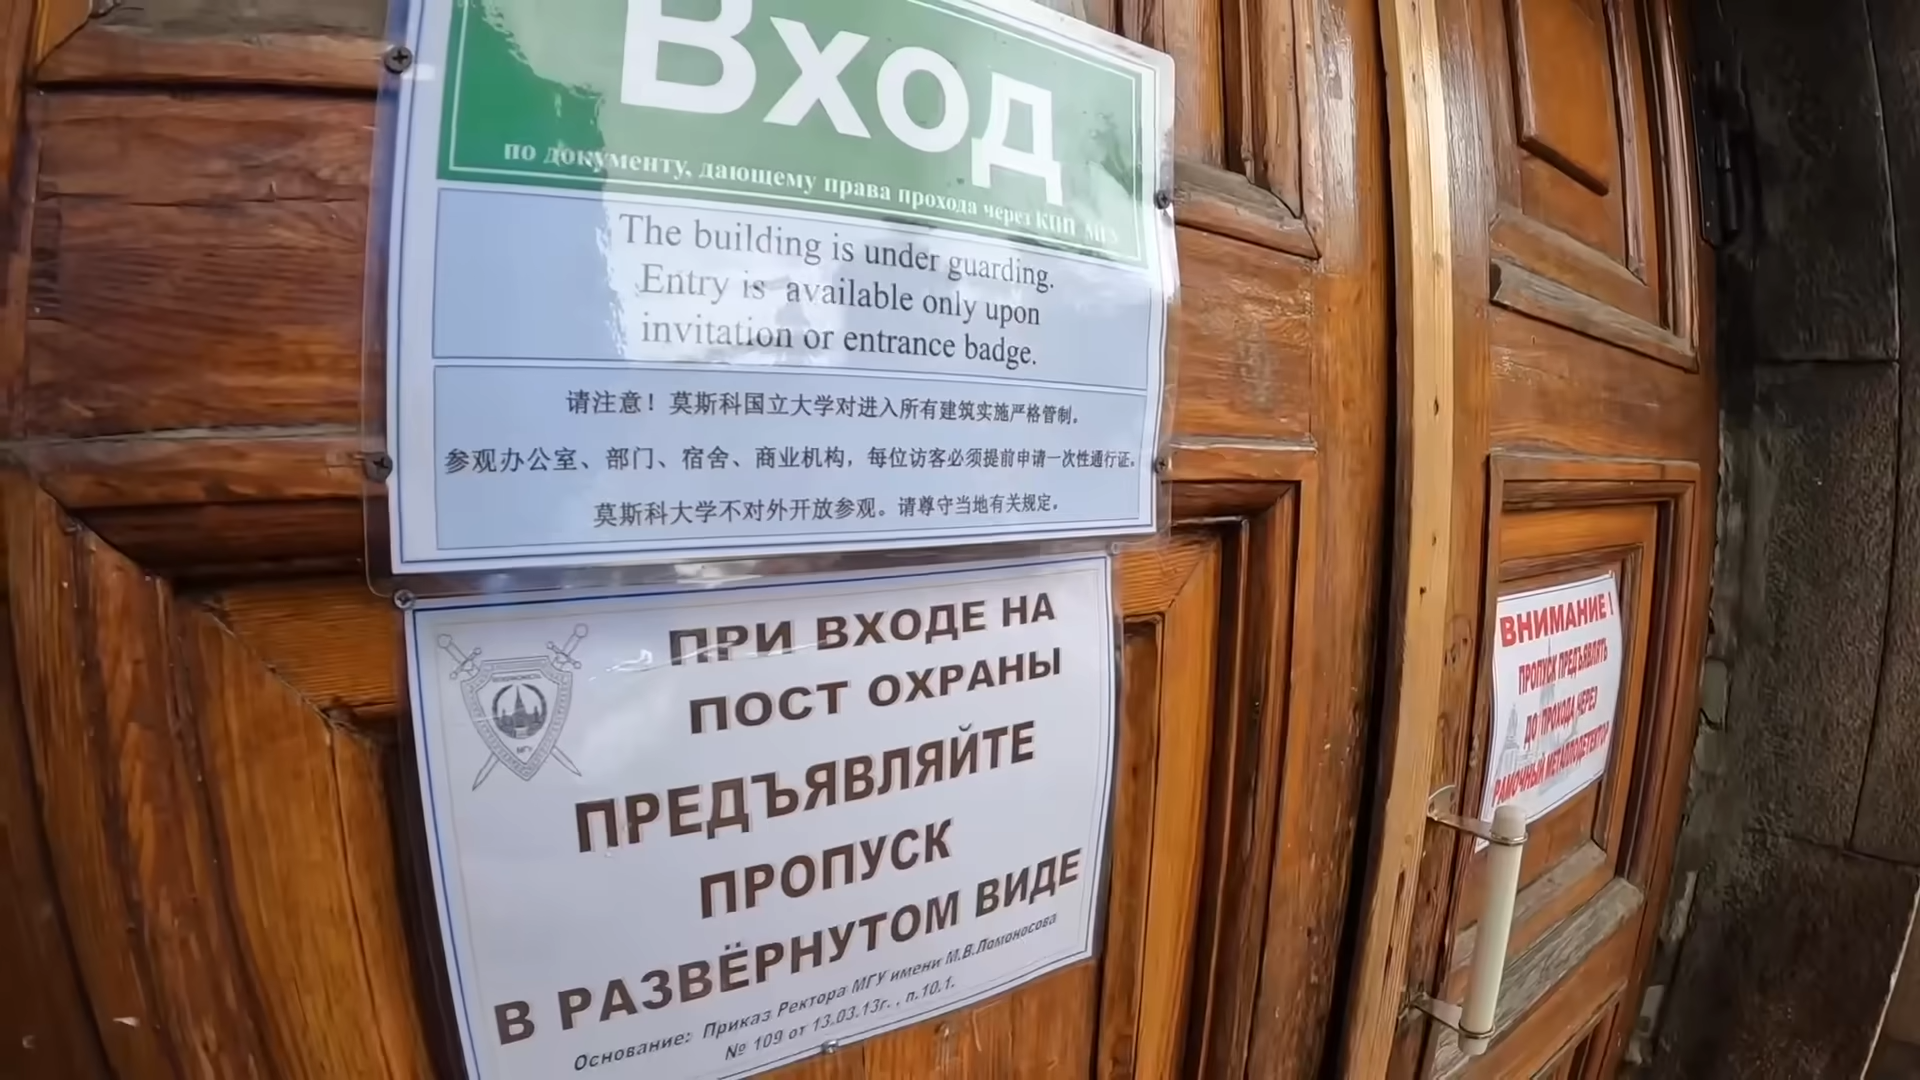 Вход
по документу, дающему права прохода через КПП МГУ
The building is under guarding.
Entry is available only upon
invitation or entrance badge.
请注意！莫斯科国立大学对进入所有建筑实施严格管制。
参观办公室、部门、宿舍、商业机构，每位访客必须提前申请一次性通行证。
莫斯科大学不对外开放参观。请尊守当地有关规定。
ПРИ ВХОДЕ НА
ПОСТ ОХРАНЫ
ПРЕДЪЯВЛЯЙТЕ
ПРОПУСК
В РАЗВЁРНУТОМ ВИДЕ
Основание: Приказ Ректора МГУ имени М.В.Ломоносова
№ 109 от 13.03.13г. , п.10.1.
МГУ
ВНИМАНИЕ !
ПРОПУСК ПРЕДЪЯВЛЯТЬ
ДО ПРОХОДА ЧЕРЕЗ
РАМОЧНЫЙ МЕТАЛЛОДЕТЕКТОР